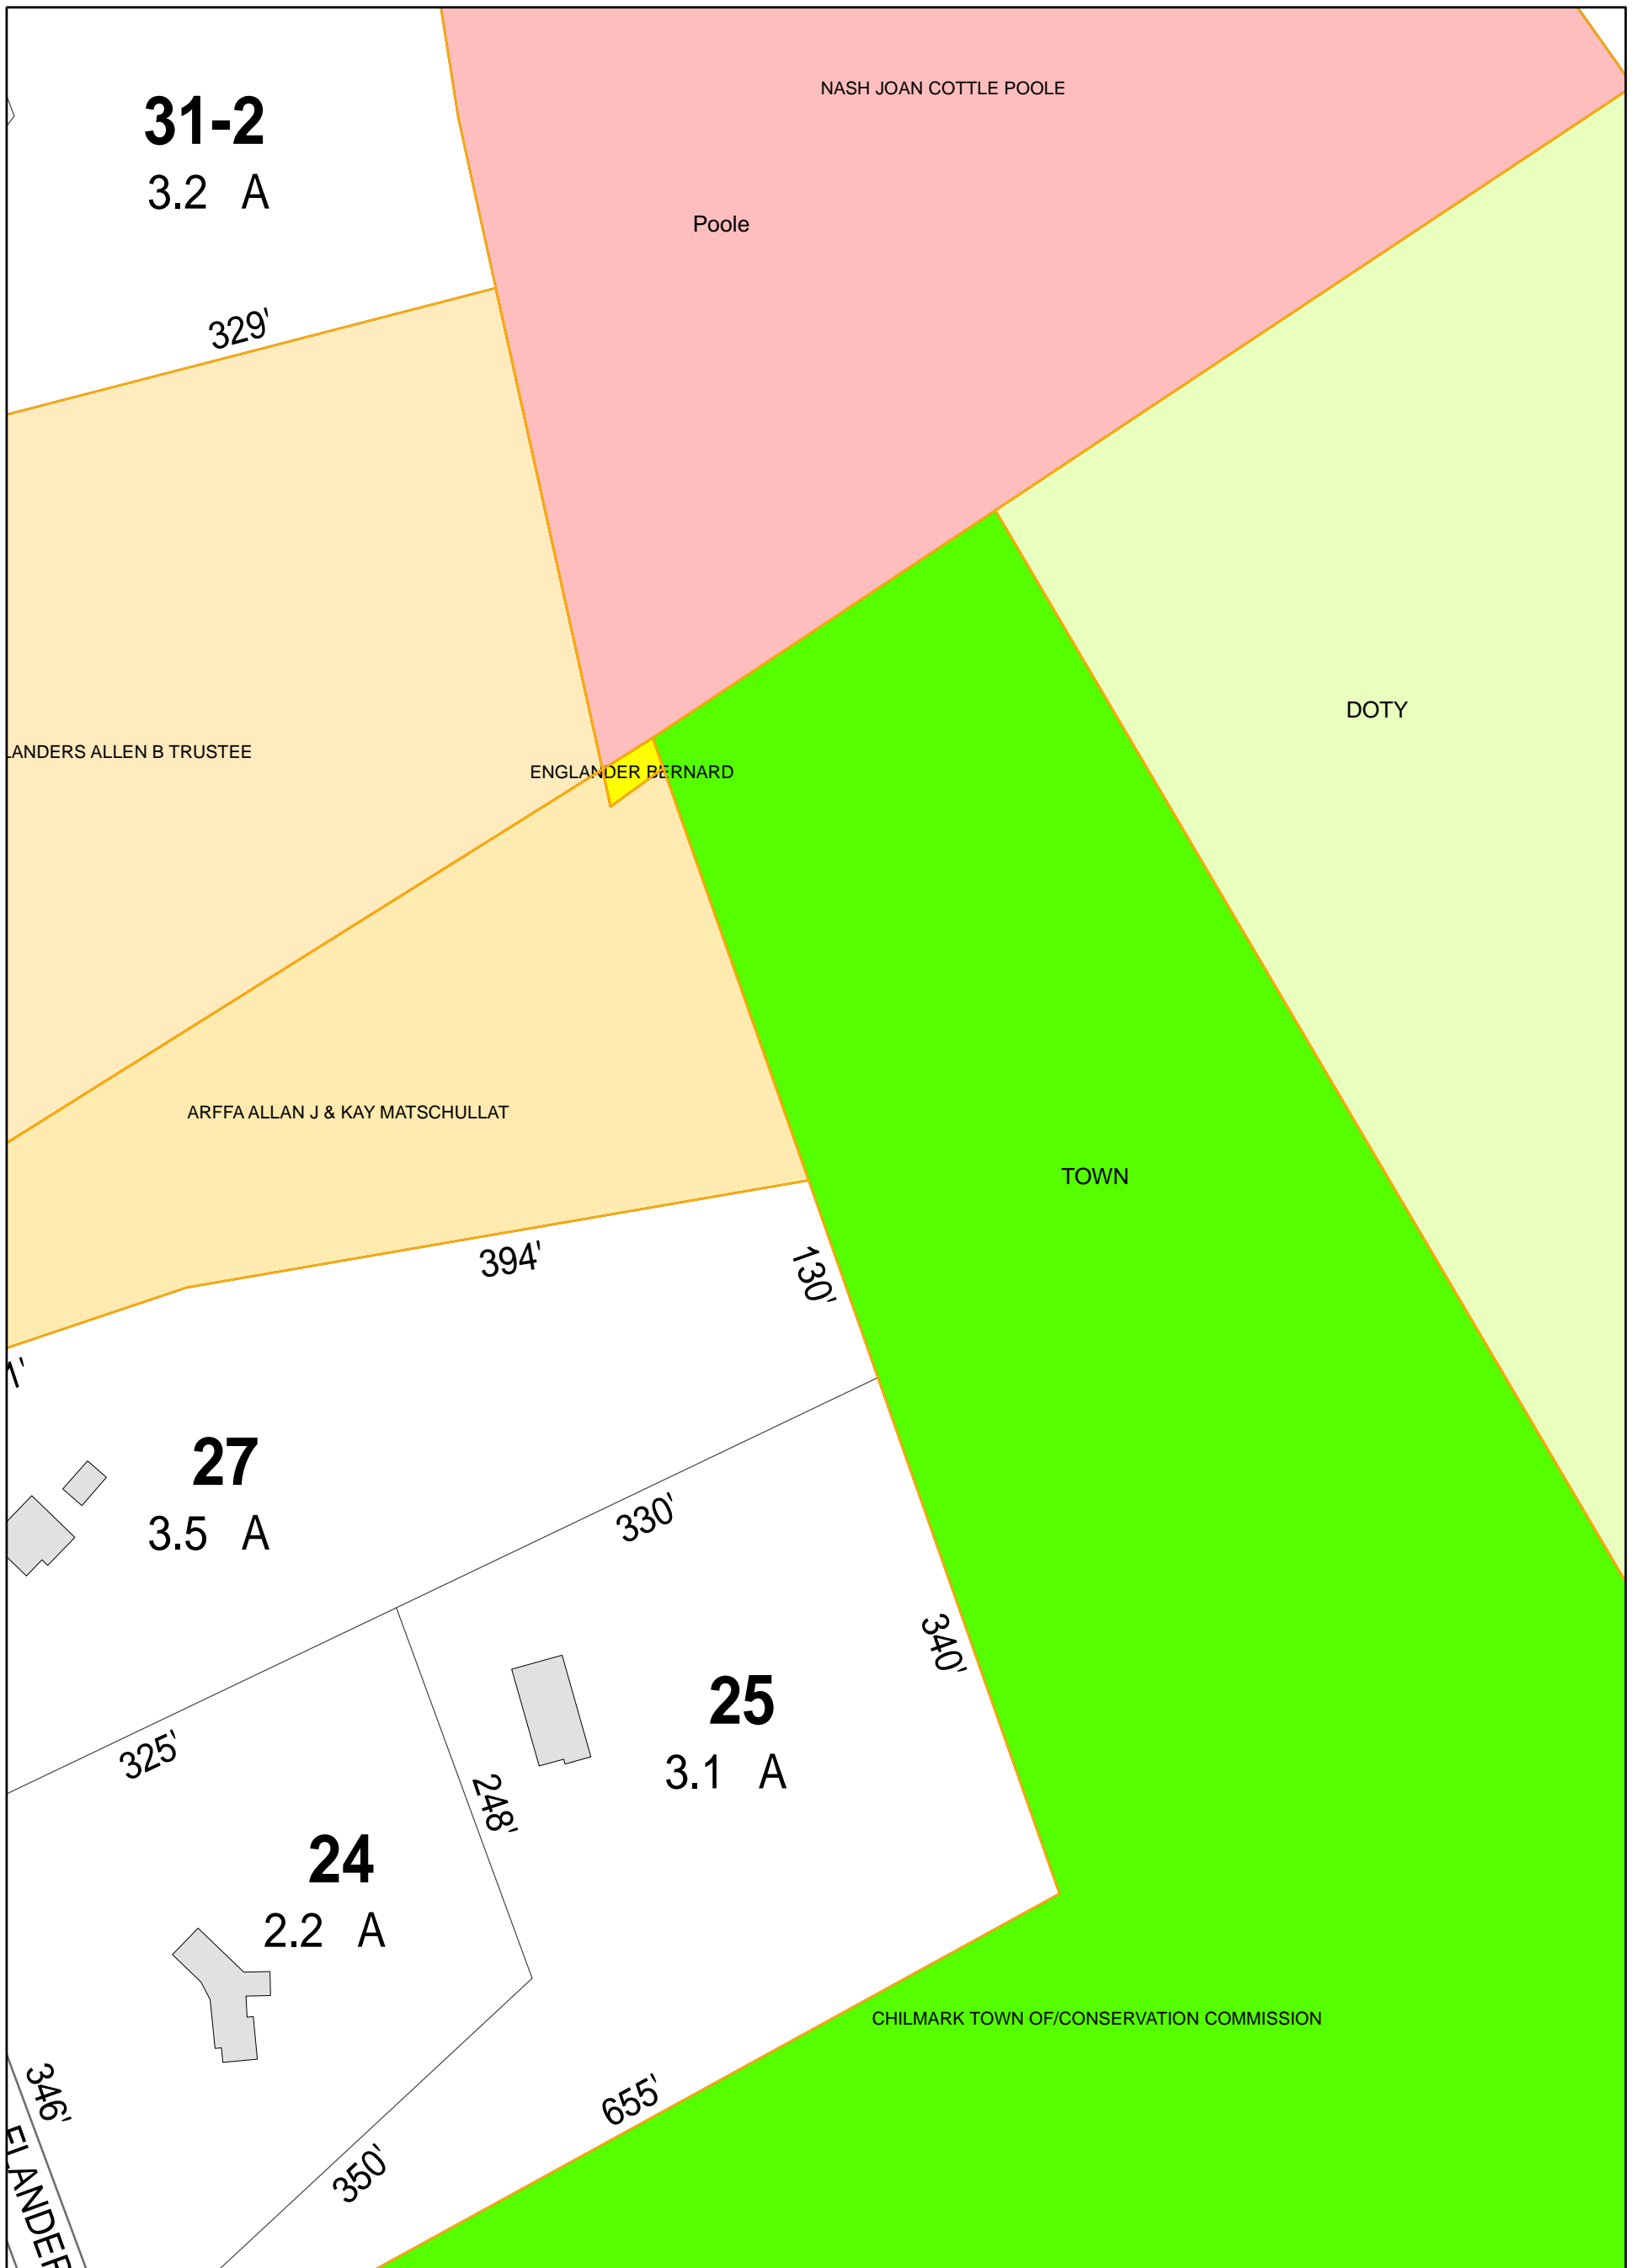 NASH JOAN COTTLE POOLE
31-2
3.2 A
Poole
329'
DOTY
LANDERS ALLEN B TRUSTEE
ENGLANDER BERNARD
ARFFA ALLAN J & KAY MATSCHULLAT
TOWN
394'
130'
1'
27
3.5 A
330'
340'
25
3.1 A
325'
248'
24
2.2 A
CHILMARK TOWN OF/CONSERVATION COMMISSION
346'
655'
350'
FLANDER